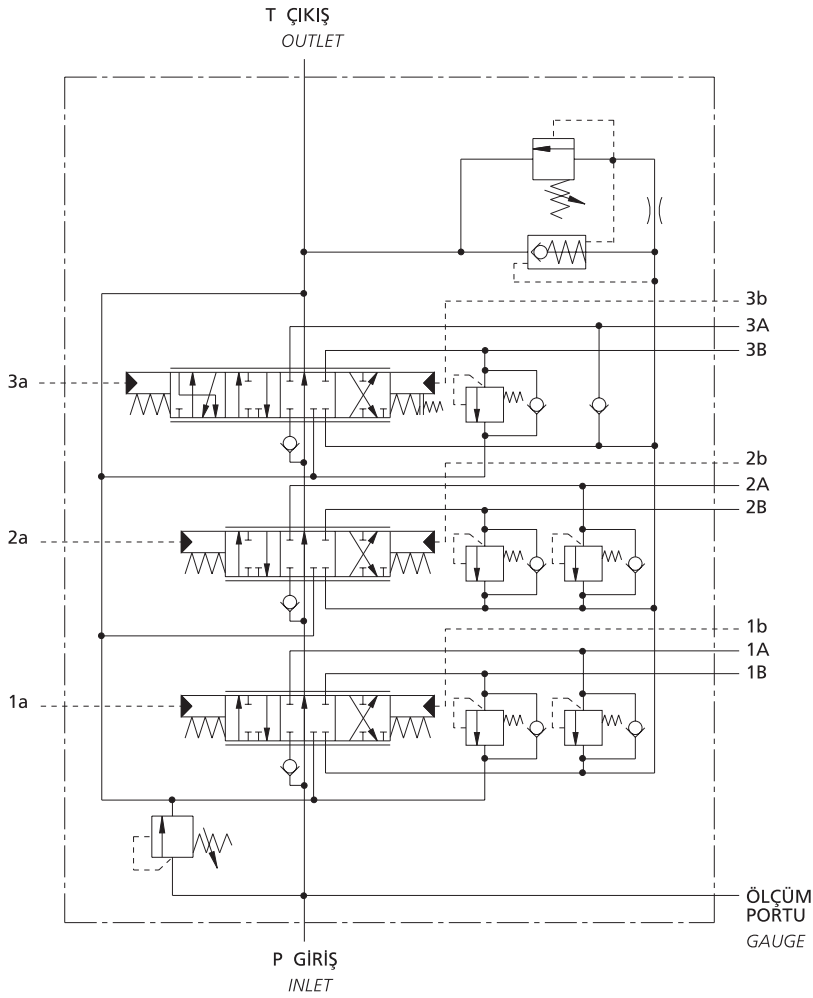 T ÇIKIŞ
OUTLET
3b
3A
3B
3a
2b
2A
2B
2a
1b
1A
1B
1a
ÖLÇÜM
PORTU
GAUGE
P GİRİŞ
INLET